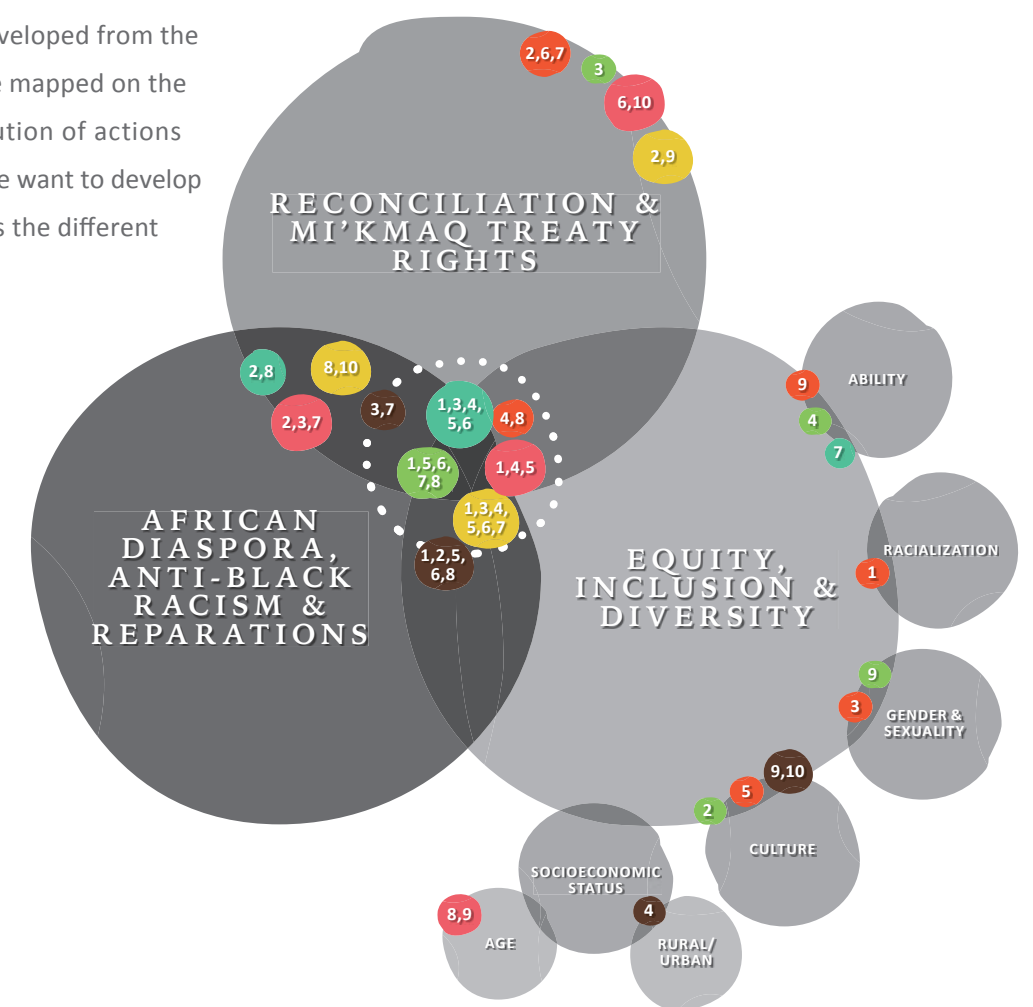 veloped from the
e mapped on the
ution of actions
e want to develop
s the different
2,6,7
3
6,10
2,9
RECONCILIATION &
MI’KMAQ TREATY
RIGHTS
2,8
8,10
2,3,7
3,7
1,3,4,
5,6
4,8
1,5,6,
7,8
1,4,5
1,3,4,
5,6,7
1,2,5,
6,8
AFRICAN
DIASPORA,
ANTI-BLACK
RACISM &
REPARATIONS
EQUITY,
INCLUSION &
DIVERSITY
9
4
7
ABILITY
RACIALIZATION
1
9
3
GENDER &
SEXUALITY
9,10
5
2
CULTURE
SOCIOECONOMIC
STATUS
8,9
AGE
4
RURAL/
URBAN